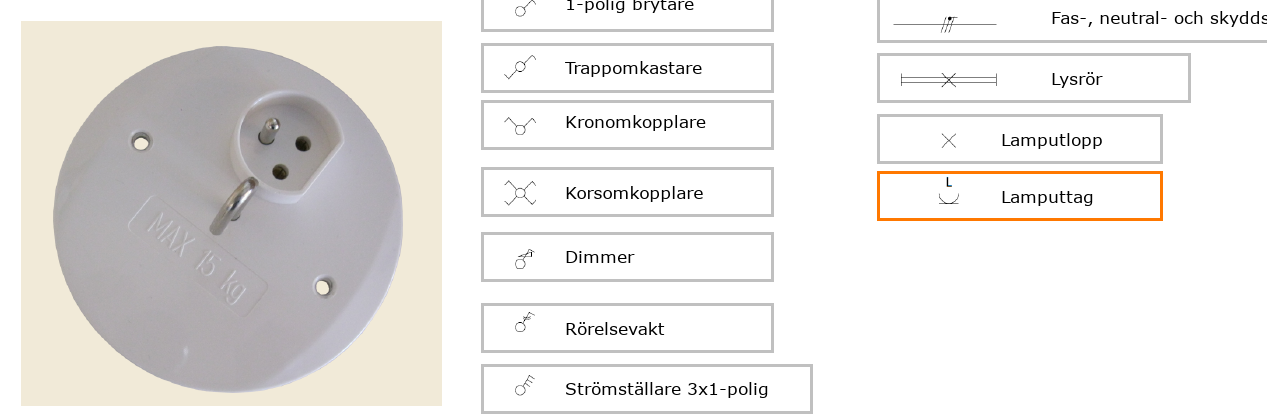 MAX 15 kg
1-polig brytare
Trappomkastare
Kronomkopplare
Korsomkopplare
Dimmer
Rörelsevakt
Strömställare 3x1-polig
Fas-, neutral- och skydds
Lysrör
Lamputlopp
L
Lamputtag